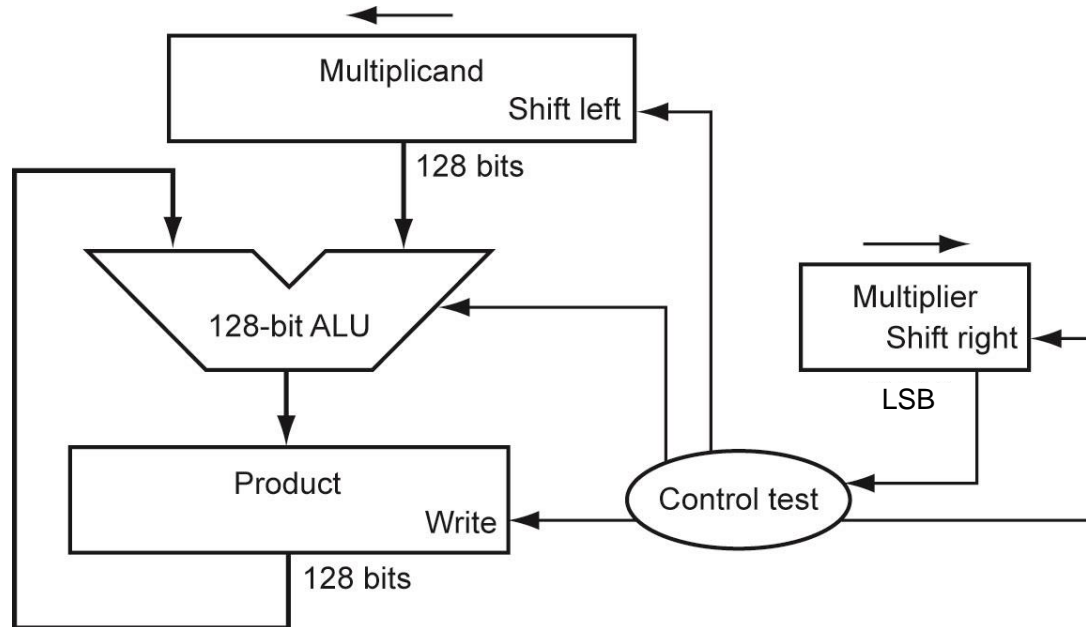 Multiplicand
Shift left
128 bits
128-bit ALU
Multiplier
Shift right
LSB
Product
Write
Control test
128 bits